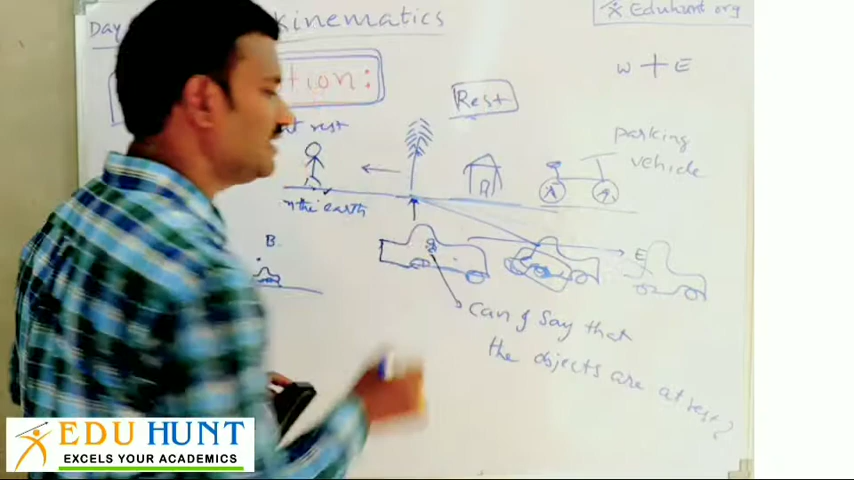 Day kinematics
Eduhunt.org
tion:
Rest
W E
at rest
parking
vehicle
n the earth
B.
E
Can I say that
the objects are at rest?
EDU HUNT
EXCELS YOUR ACADEMICS